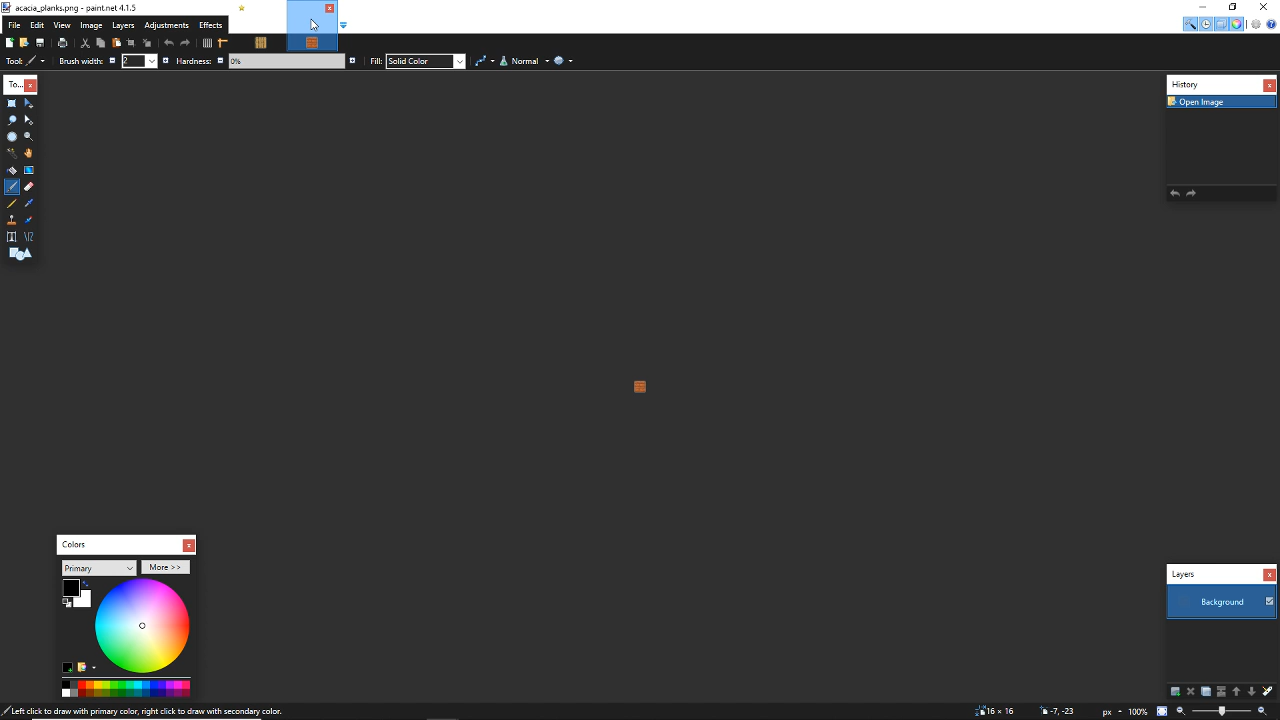 acacia_planks.png - paint.net 4.1.5
File Edit View Image Layers Adjustments Effects
Tool: Brush width: 2 Hardness: 0% Fill: Solid Color Normal
To...
History
Open Image
Colors
Primary More >>
Layers
Background
Left click to draw with primary color, right click to draw with secondary color. 16 × 16 -7, -23 px 100%